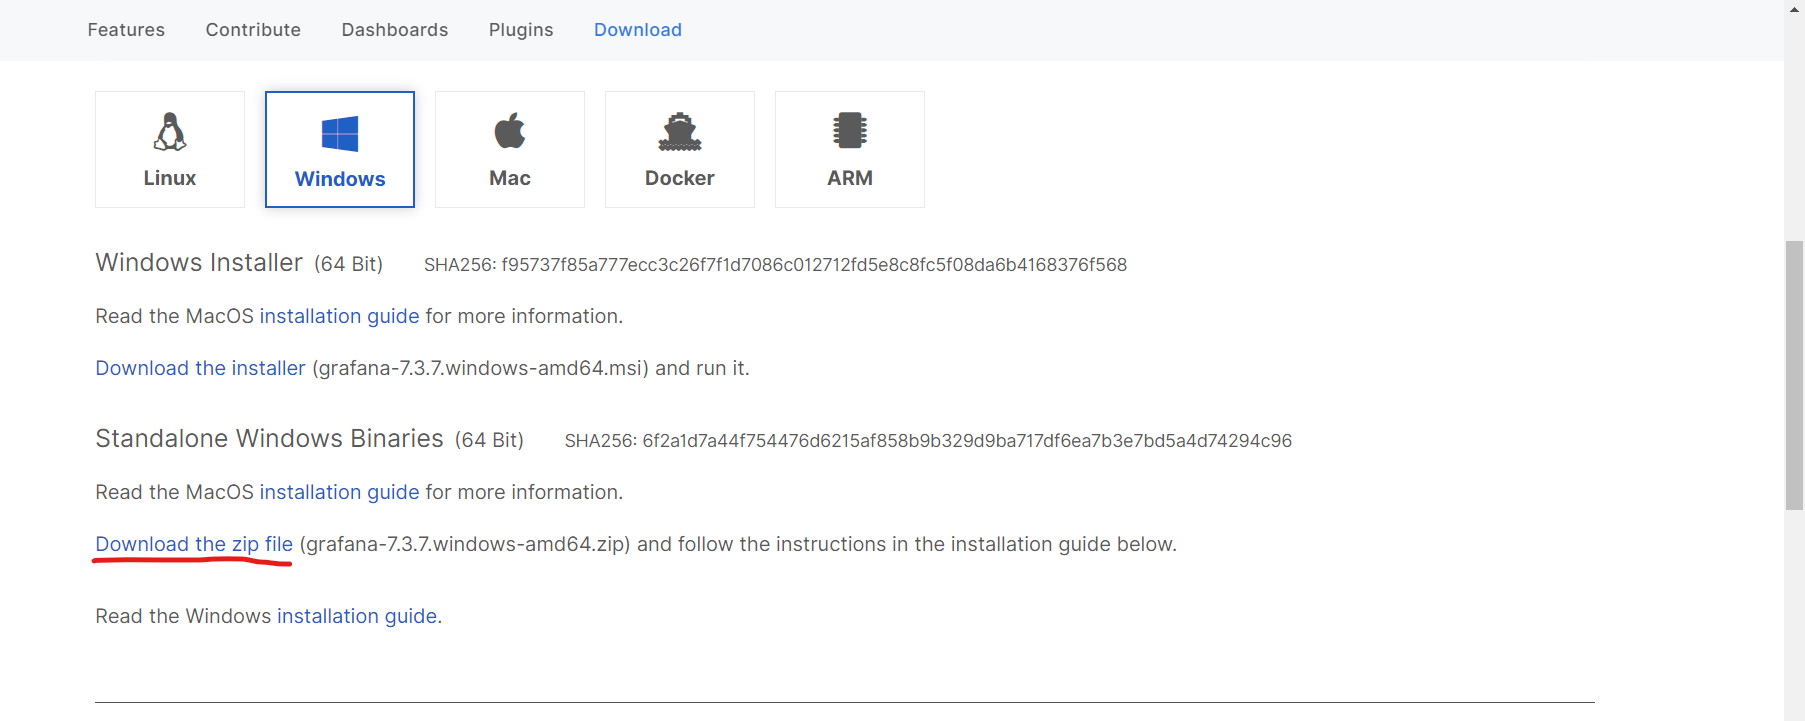 Features Contribute Dashboards Plugins Download
Linux Windows Mac Docker ARM
Windows Installer (64 Bit) SHA256: f95737f85a777ecc3c26f7f1d7086c012712fd5e8c8fc5f08da6b4168376f568
Read the MacOS installation guide for more information.
Download the installer (grafana-7.3.7.windows-amd64.msi) and run it.
Standalone Windows Binaries (64 Bit) SHA256: 6f2a1d7a44f754476d6215af858b9b329d9ba717df6ea7b3e7bd5a4d74294c96
Read the MacOS installation guide for more information.
Download the zip file (grafana-7.3.7.windows-amd64.zip) and follow the instructions in the installation guide below.
Read the Windows installation guide.